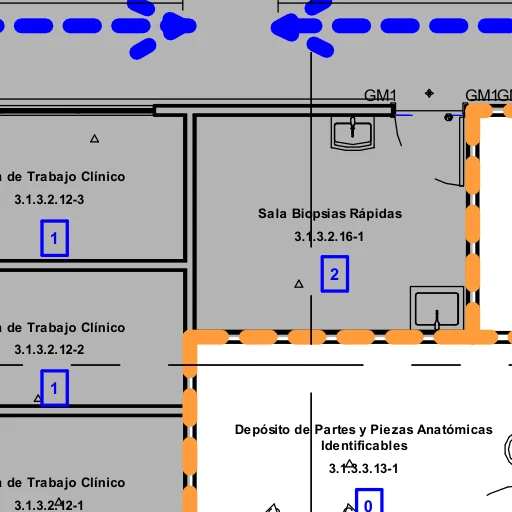 GM1
GM1
a de Trabajo Clínico
3.1.3.2.12-3
1
Sala Biopsias Rápidas
3.1.3.2.16-1
2
a de Trabajo Clínico
3.1.3.2.12-2
1
Depósito de Partes y Piezas Anatómicas
Identificables
3.1.3.3.13-1
0
a de Trabajo Clínico
3.1.3.2.12-1